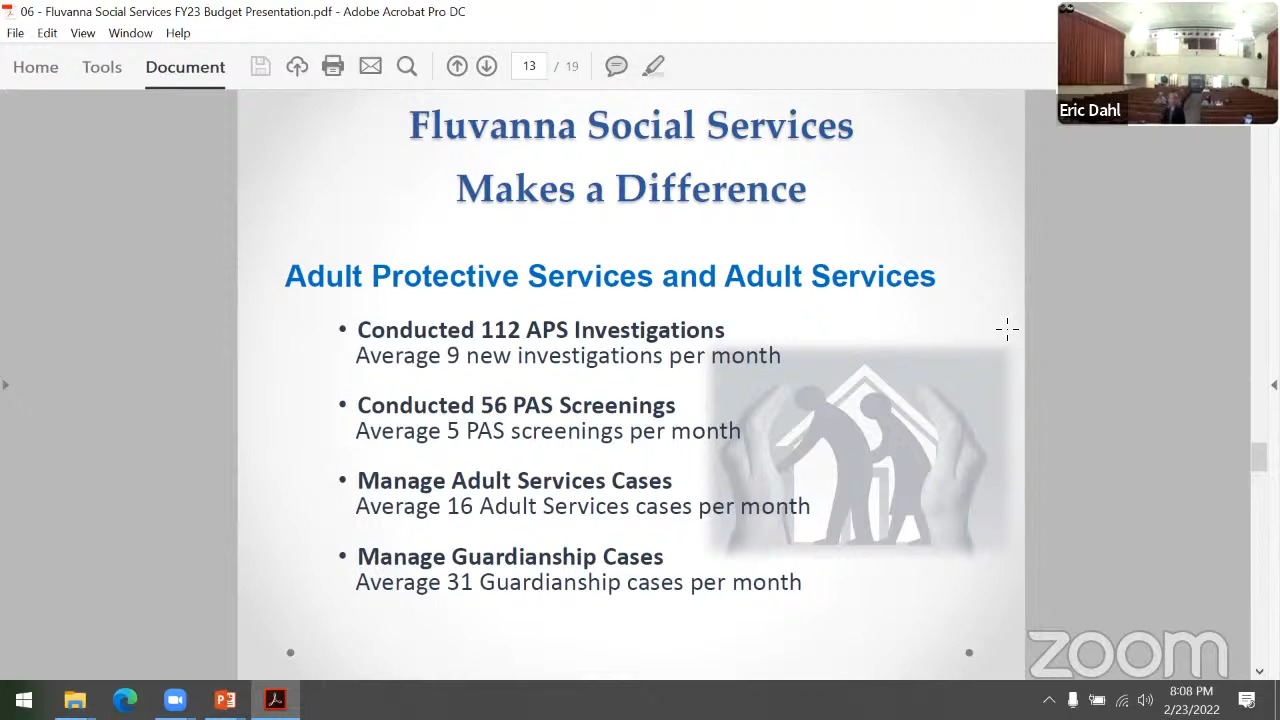 06 - Fluvanna Social Services FY23 Budget Presentation.pdf - Adobe Acrobat Pro DC
File Edit View Window Help
Home Tools Document 13 / 19
Eric Dahl
Fluvanna Social Services
Makes a Difference
Adult Protective Services and Adult Services
• Conducted 112 APS Investigations
Average 9 new investigations per month
• Conducted 56 PAS Screenings
Average 5 PAS screenings per month
• Manage Adult Services Cases
Average 16 Adult Services cases per month
• Manage Guardianship Cases
Average 31 Guardianship cases per month
zoom
8:08 PM
2/23/2022